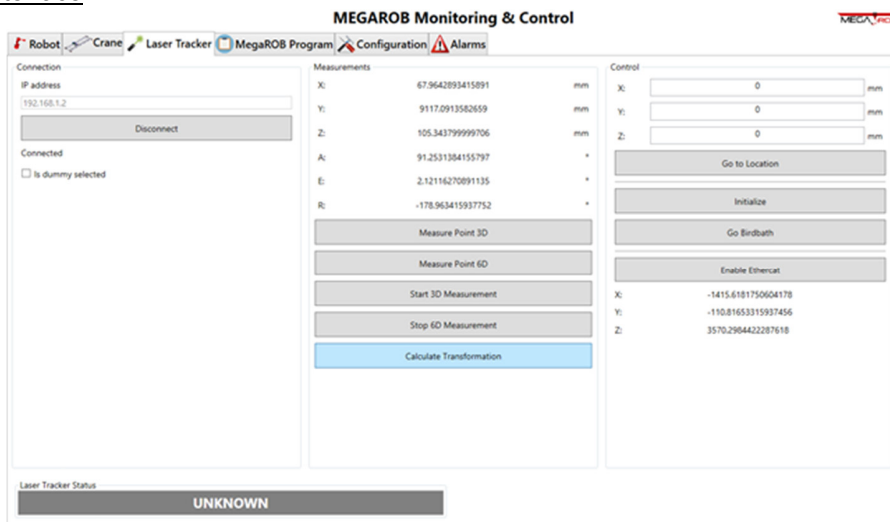 MEGAROB Monitoring & Control
MEGA ROB
Robot Crane Laser Tracker MegaROB Program Configuration Alarms
Connection
IP address
192.168.1.2
Disconnect
Connected
Is dummy selected
Measurements
X: 67.9642893415891 mm
Y: 9117.0913582659 mm
Z: 105.343799999706 mm
A: 91.2531384155797 °
E: 2.12116270891135 °
R: -178.963415937752 °
Measure Point 3D
Measure Point 6D
Start 3D Measurement
Stop 6D Measurement
Calculate Transformation
Control
X: 0 mm
Y: 0 mm
Z: 0 mm
Go to Location
Initialize
Go Birdbath
Enable Ethercat
X: -1415.6181750604178
Y: -110.81653315937456
Z: 3570.2984422287618
Laser Tracker Status
UNKNOWN